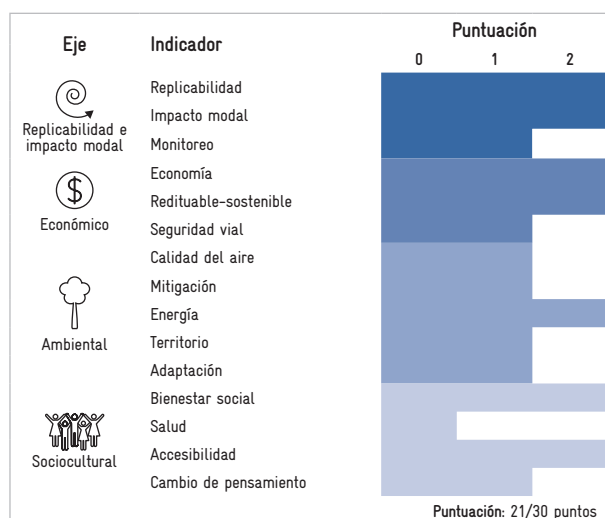 Eje
Indicador
Puntuación
0 1 2
Replicabilidad e
impacto modal
Replicabilidad
Impacto modal
Monitoreo
$
Económico
Economía
Redituable-sostenible
Seguridad vial
Ambiental
Calidad del aire
Mitigación
Energía
Territorio
Adaptación
Sociocultural
Bienestar social
Salud
Accesibilidad
Cambio de pensamiento
Puntuación: 21/30 puntos